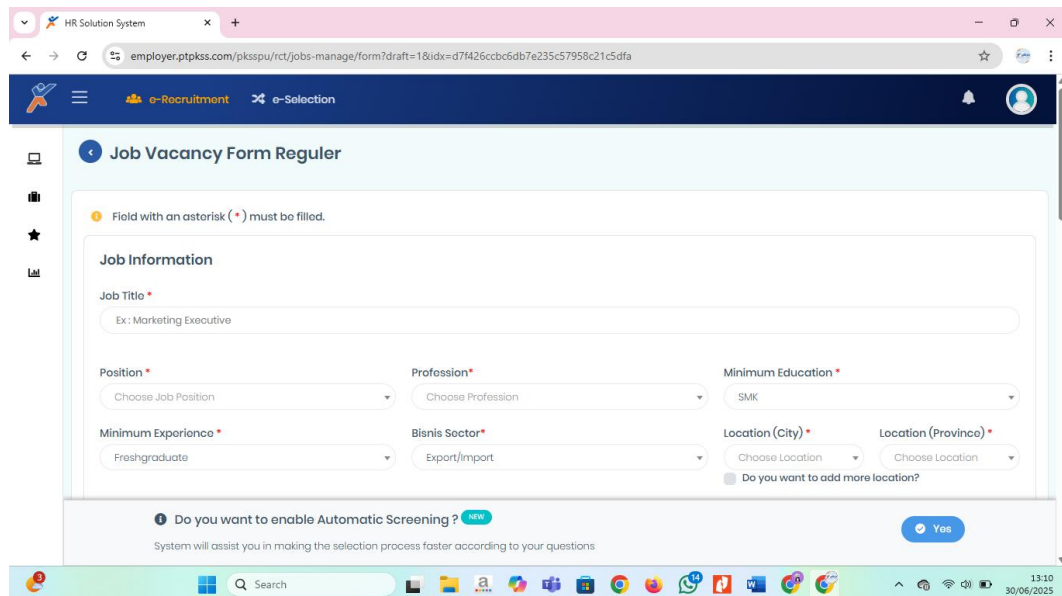 HR Solution System
employer.ptpkss.com/pksspu/rct/jobs-manage/form?draft=1&idx=d7f426ccbc6db7e235c57958c21c5dfa
e-Recruitment e-Selection
Job Vacancy Form Reguler
Field with an asterisk ( * ) must be filled.
Job Information
Job Title *
Ex : Marketing Executive
Position * Profession* Minimum Education *
Choose Job Position Choose Profession SMK
Minimum Experience * Bisnis Sector* Location (City) * Location (Province) *
Freshgraduate Export/Import Choose Location Choose Location
Do you want to add more location?
Do you want to enable Automatic Screening ? NEW
Yes
System will assist you in making the selection process faster according to your questions
3 Search 14 13:10
30/06/2025